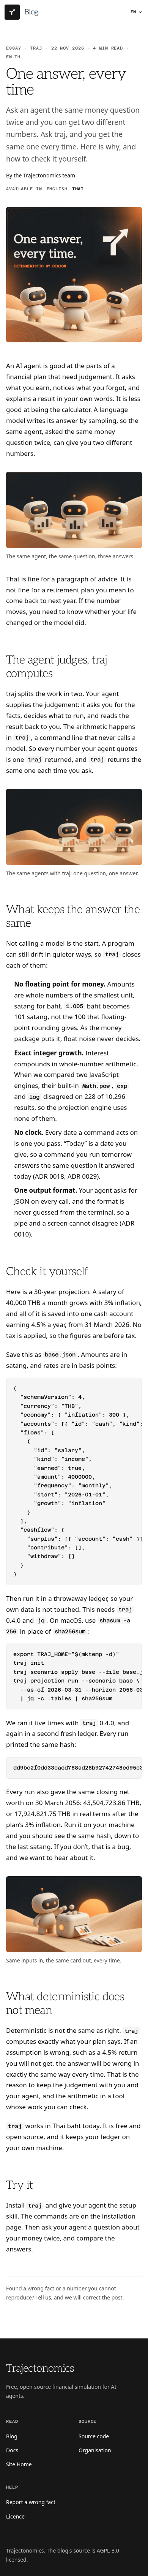 Blog
EN
ESSAY · TRAJ · 22 NOV 2026 · 4 MIN READ ·
EN TH
One answer, every
time
Ask an agent the same money question
twice and you can get two different
numbers. Ask traj, and you get the
same one every time. Here is why, and
how to check it yourself.
By the Trajectonomics team
AVAILABLE IN ENGLISH THAI
One answer,
every time.
DETERMINISTIC BY DESIGN
An AI agent is good at the parts of a
financial plan that need judgement. It asks
what you earn, notices what you forgot, and
explains a result in your own words. It is less
good at being the calculator. A language
model writes its answer by sampling, so the
same agent, asked the same money
question twice, can give you two different
numbers.
The same agent, the same question, three answers.
That is fine for a paragraph of advice. It is
not fine for a retirement plan you mean to
come back to next year. If the number
moves, you need to know whether your life
changed or the model did.
The agent judges, traj
computes
traj splits the work in two. Your agent
supplies the judgement: it asks you for the
facts, decides what to run, and reads the
result back to you. The arithmetic happens
in traj, a command line that never calls a
model. So every number your agent quotes
is one traj returned, and traj returns the
same one each time you ask.
The same agents with traj: one question, one answer.
What keeps the answer the
same
Not calling a model is the start. A program
can still drift in quieter ways, so traj closes
each of them:
No floating point for money. Amounts
are whole numbers of the smallest unit,
satang for baht. 1.005 baht becomes
101 satang, not the 100 that floating-
point rounding gives. As the money
package puts it, float noise never decides.
Exact integer growth. Interest
compounds in whole-number arithmetic.
When we compared two JavaScript
engines, their built-in Math.pow, exp
and log disagreed on 228 of 10,296
results, so the projection engine uses
none of them.
No clock. Every date a command acts on
is one you pass. “Today” is a date you
give, so a command you run tomorrow
answers the same question it answered
today (ADR 0018, ADR 0029).
One output format. Your agent asks for
JSON on every call, and the format is
never guessed from the terminal, so a
pipe and a screen cannot disagree (ADR
0010).
Check it yourself
Here is a 30-year projection. A salary of
40,000 THB a month grows with 3% inflation,
and all of it is saved into one cash account
earning 4.5% a year, from 31 March 2026. No
tax is applied, so the figures are before tax.
Save this as base.json. Amounts are in
satang, and rates are in basis points:
{
"schemaVersion": 4,
"currency": "THB",
"economy": { "inflation": 300 },
"accounts": [{ "id": "cash", "kind":
"flows": [
{
"id": "salary",
"kind": "income",
"earned": true,
"amount": 4000000,
"frequency": "monthly",
"start": "2026-01-01",
"growth": "inflation"
}
],
"cashflow": {
"surplus": [{ "account": "cash" }],
"contribute": [],
"withdraw": []
}
}
Then run it in a throwaway ledger, so your
own data is not touched. This needs traj
0.4.0 and jq. On macOS, use shasum -a
256 in place of sha256sum:
export TRAJ_HOME="$(mktemp -d)"
traj init
traj scenario apply base --file base.j
traj projection run --scenario base \
--as-of 2026-03-31 --horizon 2056-03
| jq -c .tables | sha256sum
We ran it five times with traj 0.4.0, and
again in a second fresh ledger. Every run
printed the same hash:
Every run also gave the same closing net
worth on 30 March 2056: 43,504,723.86 THB,
or 17,924,821.75 THB in real terms after the
plan's 3% inflation. Run it on your machine
and you should see the same hash, down to
the last satang. If you don't, that is a bug,
and we want to hear about it.
Same inputs in, the same card out, every time.
What deterministic does
not mean
Deterministic is not the same as right. traj
computes exactly what your plan says. If an
assumption is wrong, such as a 4.5% return
you will not get, the answer will be wrong in
exactly the same way every time. That is the
reason to keep the judgement with you and
your agent, and the arithmetic in a tool
whose work you can check.
traj works in Thai baht today. It is free and
open source, and it keeps your ledger on
your own machine.
Try it
Install traj and give your agent the setup
skill. The commands are on the installation
page. Then ask your agent a question about
your money twice, and compare the
answers.
Found a wrong fact or a number you cannot
reproduce? Tell us, and we will correct the post.
Trajectonomics
Free, open-source financial simulation for AI
agents.
READ
SOURCE
Blog
Source code
Docs
Organisation
Site Home
HELP
Report a wrong fact
Licence
Trajectonomics. The blog's source is AGPL-3.0
licensed.